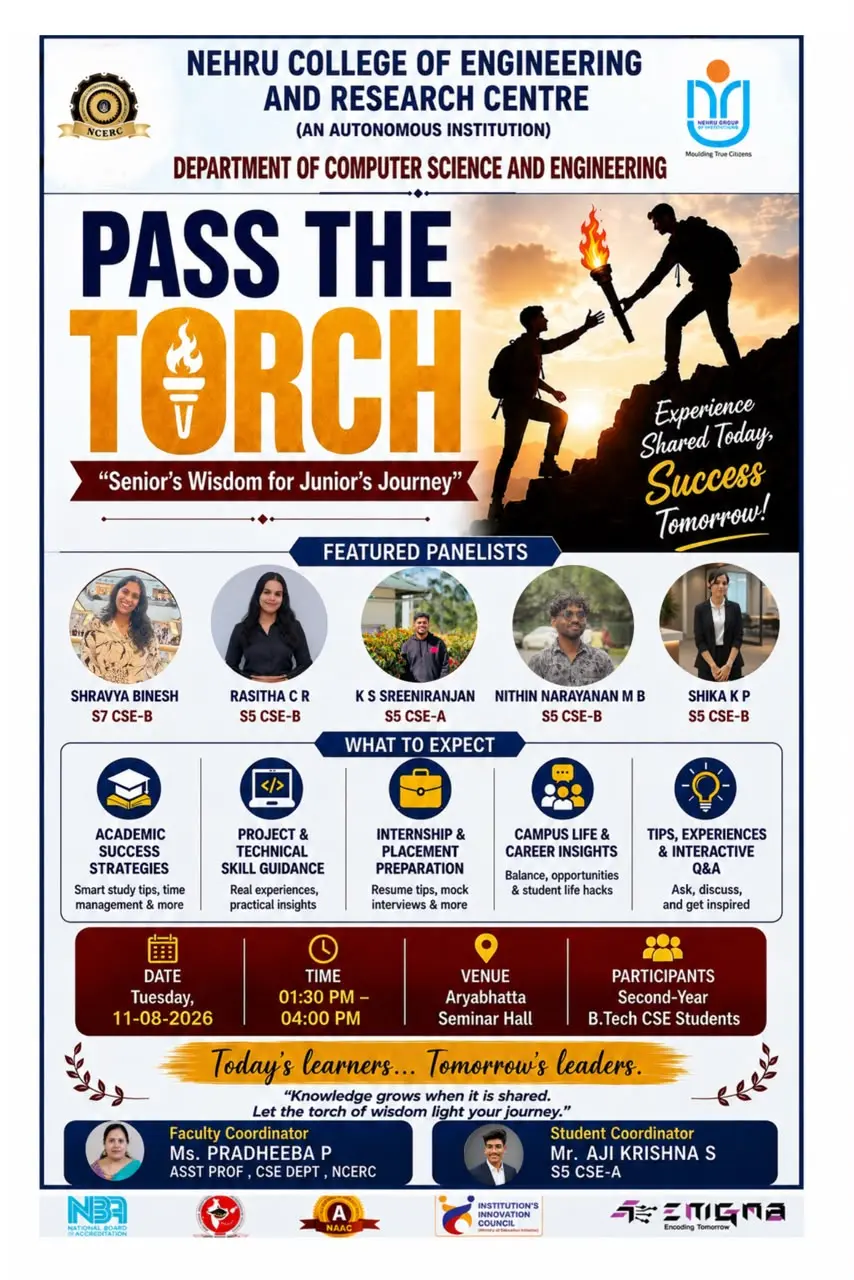 NEHRU COLLEGE OF ENGINEERING
AND RESEARCH CENTRE
(AN AUTONOMOUS INSTITUTION)
DEPARTMENT OF COMPUTER SCIENCE AND ENGINEERING
NCERC
NEHRU GROUP
OF INSTITUTIONS
Moulding True Citizens
PASS THE
TORCH
“Senior’s Wisdom for Junior’s Journey”
Experience
Shared Today,
Success
Tomorrow!
FEATURED PANELISTS
SHRAVYA BINESH
S7 CSE-B
RASITHA C R
S5 CSE-B
K S SREENIRANJAN
S5 CSE-A
NITHIN NARAYANAN M B
S5 CSE-B
SHIKA K P
S5 CSE-B
WHAT TO EXPECT
ACADEMIC
SUCCESS
STRATEGIES
Smart study tips, time
management & more
PROJECT &
TECHNICAL
SKILL GUIDANCE
Real experiences,
practical insights
INTERNSHIP &
PLACEMENT
PREPARATION
Resume tips, mock
interviews & more
CAMPUS LIFE &
CAREER INSIGHTS
Balance, opportunities
& student life hacks
TIPS, EXPERIENCES
& INTERACTIVE
Q&A
Ask, discuss,
and get inspired
DATE
Tuesday,
11-08-2026
TIME
01:30 PM –
04:00 PM
VENUE
Aryabhatta
Seminar Hall
PARTICIPANTS
Second-Year
B.Tech CSE Students
Today’s learners... Tomorrow’s leaders.
“Knowledge grows when it is shared.
Let the torch of wisdom light your journey.”
Faculty Coordinator
Ms. PRADHEEBA P
ASST PROF , CSE DEPT , NCERC
Student Coordinator
Mr. AJI KRISHNA S
S5 CSE-A
NBA
NATIONAL BOARD
of ACCREDITATION
A
NAAC
INSTITUTION'S
INNOVATION
COUNCIL
(Ministry of Education Initiative)
ENIGMA
Encoding Tomorrow